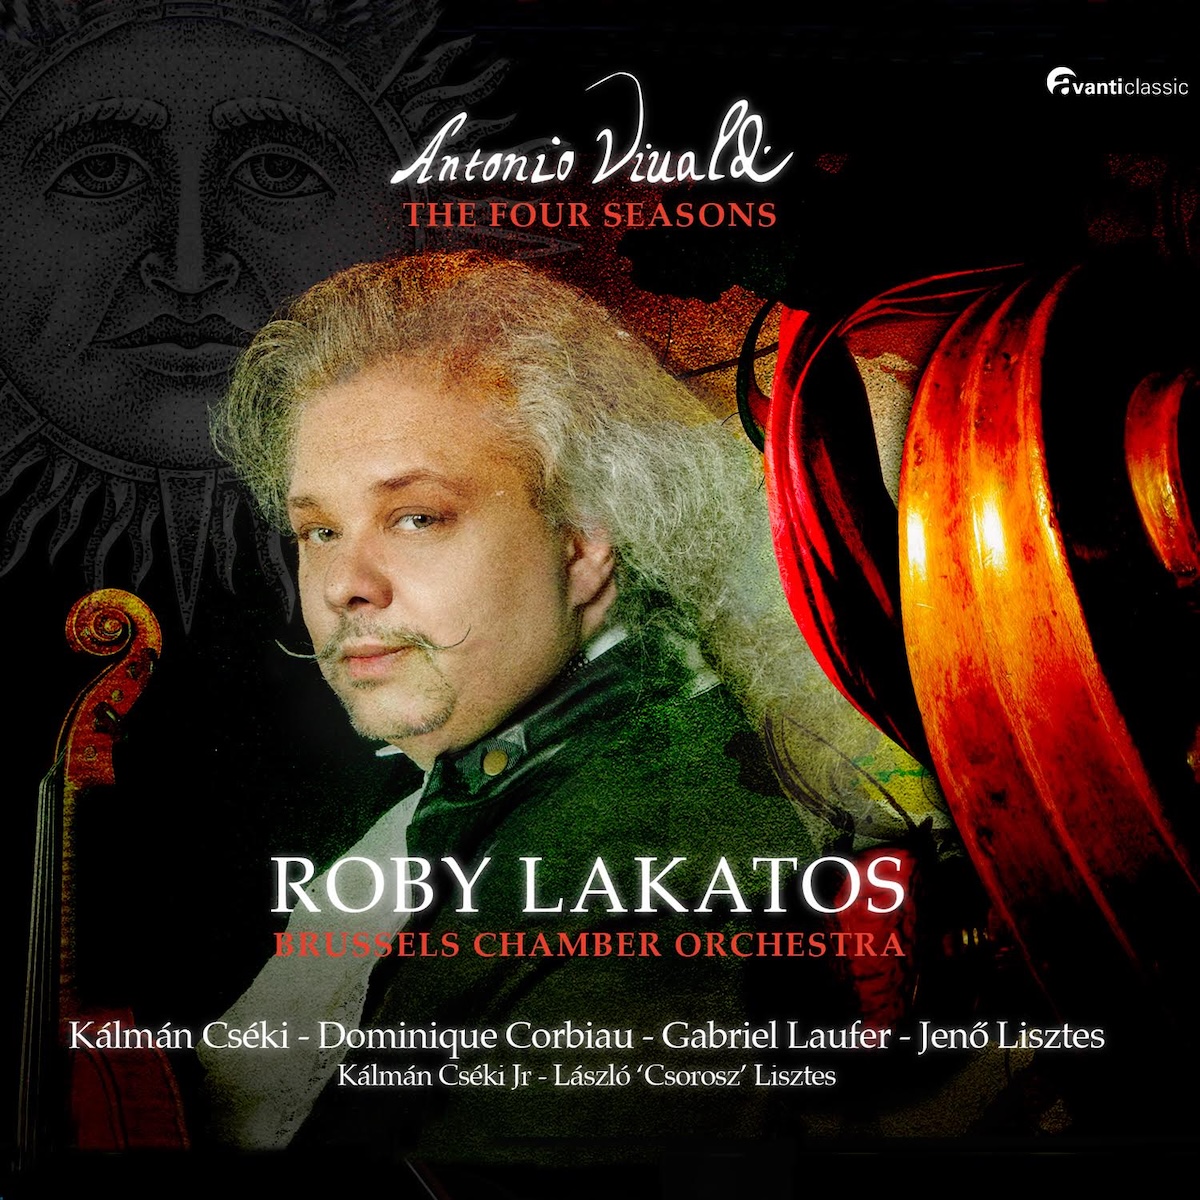 avanticlassic
Antonio Vivaldi
THE FOUR SEASONS
ROBY LAKATOS
BRUSSELS CHAMBER ORCHESTRA
Kálmán Cséki - Dominique Corbiau - Gabriel Laufer - Jenő Lisztes
Kálmán Cséki Jr - László ‘Csorosz’ Lisztes